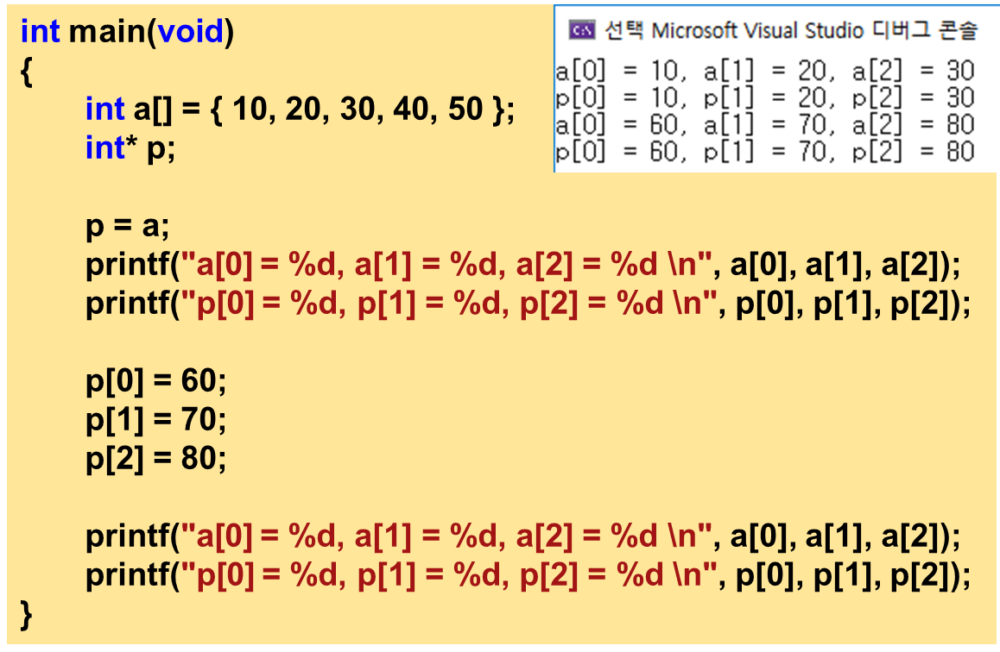 int main(void)
{
int a[] = { 10, 20, 30, 40, 50 };
int* p;
p = a;
printf("a[0] = %d, a[1] = %d, a[2] = %d \n", a[0], a[1], a[2]);
printf("p[0] = %d, p[1] = %d, p[2] = %d \n", p[0], p[1], p[2]);
p[0] = 60;
p[1] = 70;
p[2] = 80;
printf("a[0] = %d, a[1] = %d, a[2] = %d \n", a[0], a[1], a[2]);
printf("p[0] = %d, p[1] = %d, p[2] = %d \n", p[0], p[1], p[2]);
}
C:\ 선택 Microsoft Visual Studio 디버그 콘솔
a[0] = 10, a[1] = 20, a[2] = 30
p[0] = 10, p[1] = 20, p[2] = 30
a[0] = 60, a[1] = 70, a[2] = 80
p[0] = 60, p[1] = 70, p[2] = 80